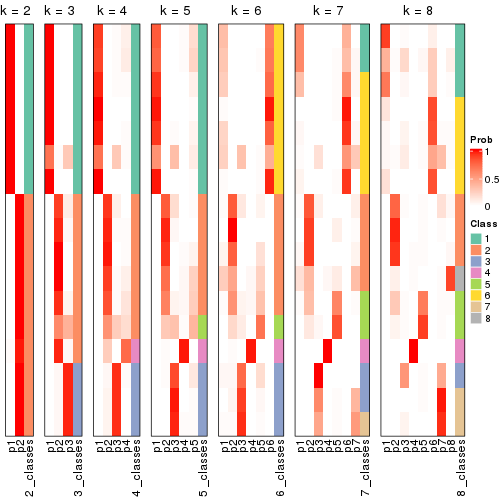 k = 2 k = 3 k = 4 k = 5 k = 6 k = 7 k = 8
Prob
1
0.5
0
Class
1
2
3
4
5
6
7
8
p1 p2 2_classes p1 p2 p3 3_classes p1 p2 p3 p4 4_classes p1 p2 p3 p4 p5 5_classes p1 p2 p3 p4 p5 p6 6_classes p1 p2 p3 p4 p5 p6 p7 7_classes p1 p2 p3 p4 p5 p6 p7 p8 8_classes